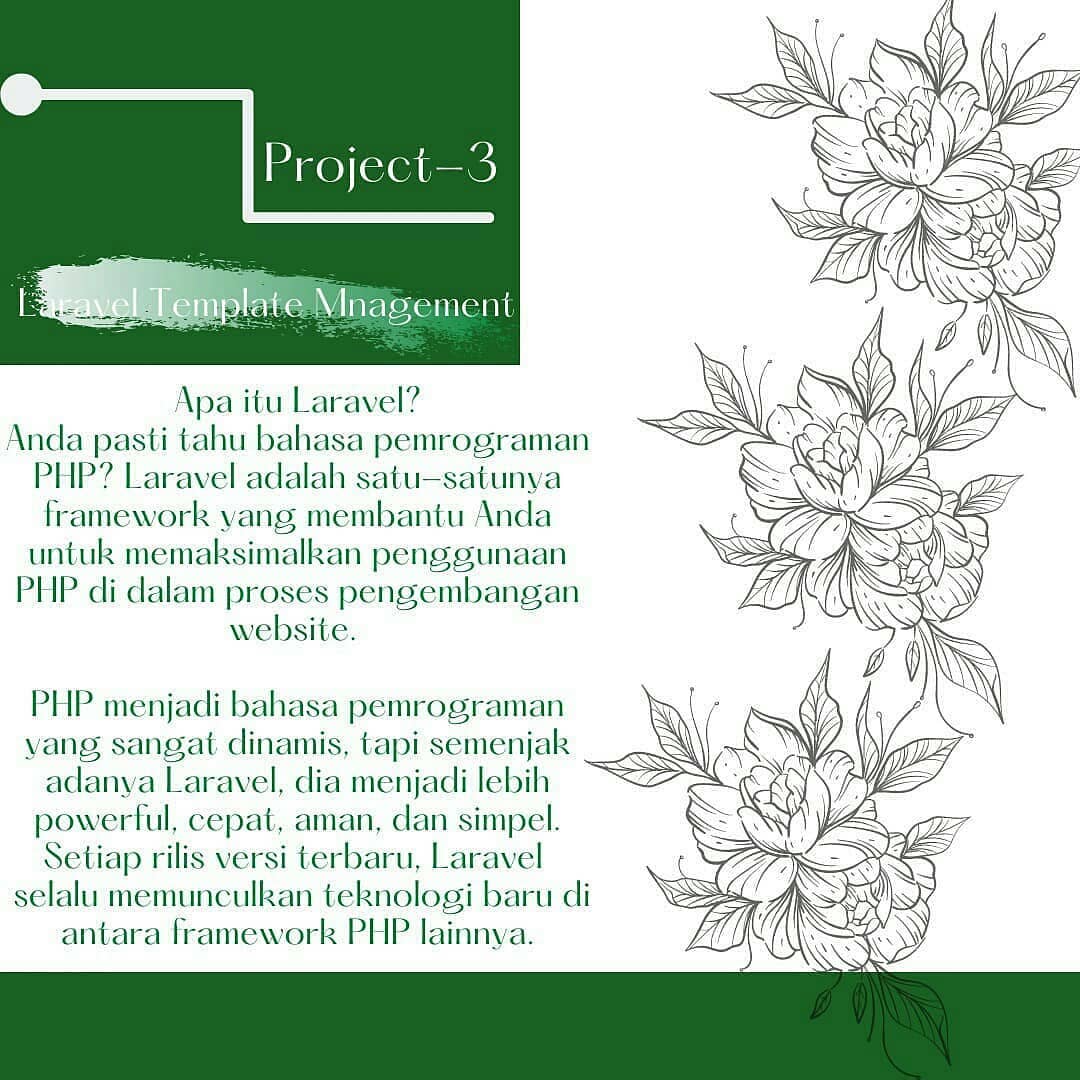 Project-3
Laravel Template Mnagement
Apa itu Laravel?
Anda pasti tahu bahasa pemrograman
PHP? Laravel adalah satu-satunya
framework yang membantu Anda
untuk memaksimalkan penggunaan
PHP di dalam proses pengembangan
website.
PHP menjadi bahasa pemrograman
yang sangat dinamis, tapi semenjak
adanya Laravel, dia menjadi lebih
powerful, cepat, aman, dan simpel.
Setiap rilis versi terbaru, Laravel
selalu memunculkan teknologi baru di
antara framework PHP lainnya.